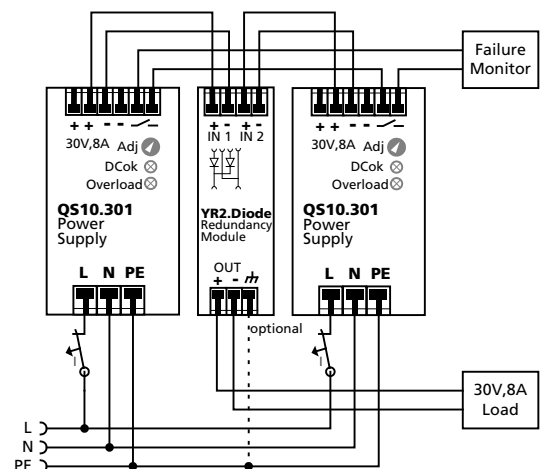 Failure
Monitor
+ + - -
30V,8A Adj
DCok
Overload
QS10.301
Power
Supply
L N PE
I
+ - + -
IN 1 IN 2
YR2.Diode
Redundancy
Module
OUT
+ -
optional
+ + - -
30V,8A Adj
DCok
Overload
QS10.301
Power
Supply
L N PE
I
30V,8A
Load
L
N
PE